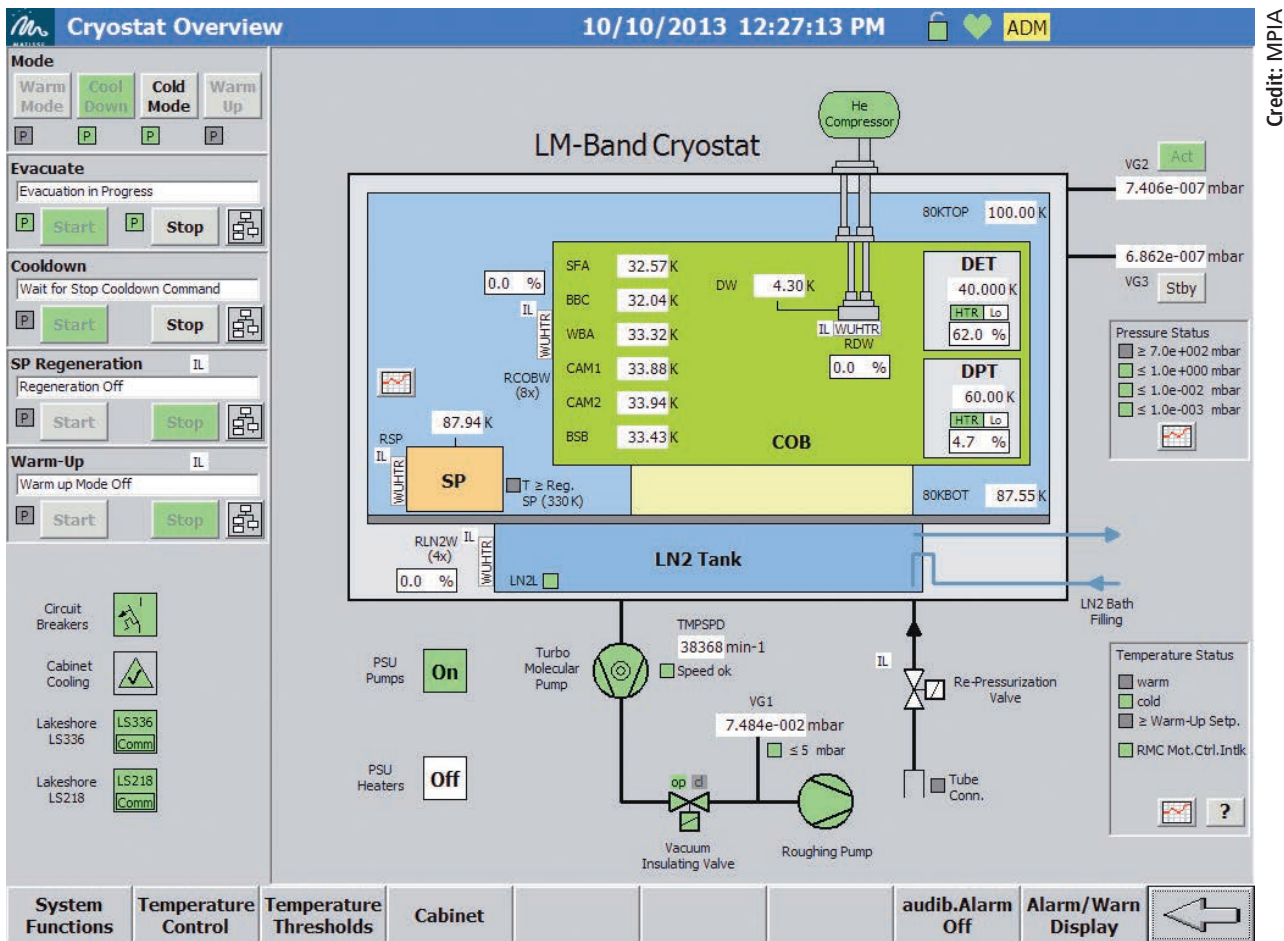 MATISSE
Cryostat Overview
10/10/2013 12:27:13 PM
ADM
Credit: MPIA
Mode
Warm Mode
Cool Down
Cold Mode
Warm Up
P P P P
Evacuate
Evacuation in Progress
P Start P Stop
Cooldown
Wait for Stop Cooldown Command
P Start Stop
SP Regeneration IL
Regeneration Off
P Start Stop
Warm-Up IL
Warm up Mode Off
P Start Stop
Circuit
Breakers
Cabinet
Cooling
Lakeshore
LS336
LS336
Comm
Lakeshore
LS218
LS218
Comm
LM-Band Cryostat
He
Compressor
VG2 Act
7.406e-007 mbar
6.862e-007 mbar
VG3 Stby
80KTOP 100.00 K
0.0 %
IL
WUHTR
RCOBW
(8x)
SFA 32.57 K
BBC 32.04 K
WBA 33.32 K
CAM1 33.88 K
CAM2 33.94 K
BSB 33.43 K
DW 4.30 K
IL WUHTR
RDW
0.0 %
COB
DET
40.000 K
HTR Lo
62.0 %
DPT
60.00 K
HTR Lo
4.7 %
87.94 K
RSP
IL
WUHTR
SP
T ≥ Reg.
SP (330 K)
80KBOT 87.55 K
RLN2W IL
(4x)
WUHTR
0.0 %
LN2L
LN2 Tank
LN2 Bath
Filling
Pressure Status
≥ 7.0e+002 mbar
≤ 1.0e+000 mbar
≤ 1.0e-002 mbar
≤ 1.0e-003 mbar
PSU
Pumps
On
Turbo
Molecular
Pump
TMPSPD
38368 min-1
Speed ok
VG1
7.484e-002 mbar
≤ 5 mbar
PSU
Heaters
Off
op cl
Vacuum
Insulating Valve
Roughing Pump
IL
Re-Pressurization
Valve
Tube
Conn.
Temperature Status
warm
cold
≥ Warm-Up Setp.
RMC Mot.Ctrl.Intlk
?
System
Functions
Temperature
Control
Temperature
Thresholds
Cabinet
audib.Alarm
Off
Alarm/Warn
Display